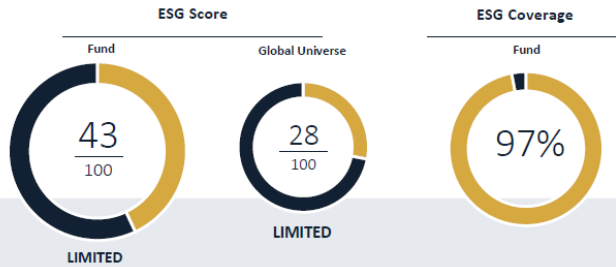 ESG Score
ESG Coverage
Fund
Global Universe
Fund
43
100
28
100
97%
LIMITED
LIMITED